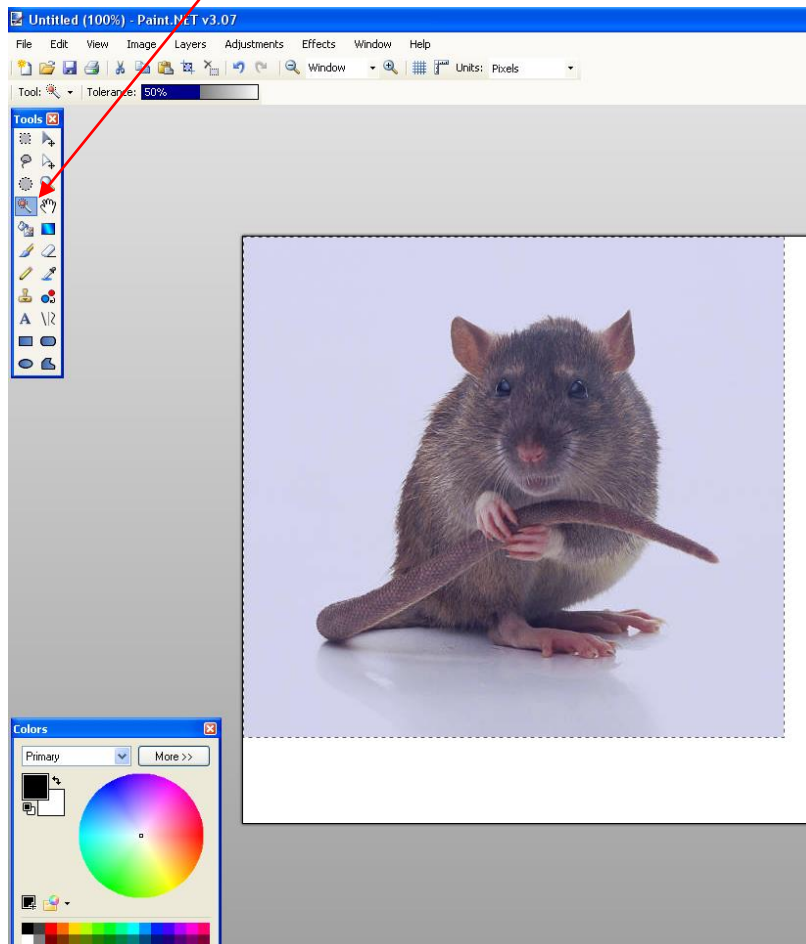 Untitled (100%) - Paint.NET v3.07
File Edit View Image Layers Adjustments Effects Window Help
Window Units: Pixels
Tool: Tolerance: 50%
Tools
A
Colors
Primary More >>